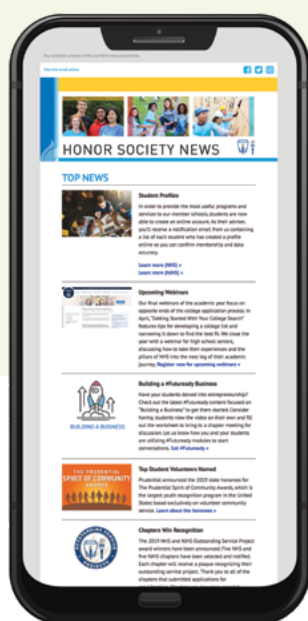 Your complete source of NHS and NJHS news and activities.
View this email online.
HONOR SOCIETY NEWS
TOP NEWS
Student Profiles
In order to provide the most useful programs and
services to our member schools, students are now
able to create an online account. As their adviser,
you'll receive a notification email from us containing
a list of each student who has created a profile
online so you can confirm membership and data
accuracy.
Learn more (NHS) »
Learn more (NJHS) »
Upcoming Webinars
Our final webinars of the academic year focus on
opposite ends of the college application process. In
April, "Getting Started With Your College Search"
features tips for developing a college list and
narrowing it down to find the best fit. We close the
year with a webinar for high school seniors,
discussing how to take their experiences and the
pillars of NHS into the next leg of their academic
journey. Register now for upcoming webinars »
BUILDING A BUSINESS
Building a #Futuready Business
Have your students delved into entrepreneurship?
Check out the latest #Futuready content focused on
"Building a Business" to get them started. Consider
having students view the video on their own and fill
out the worksheet to bring to a chapter meeting for
discussion. Let us know how you and your students
are utilizing #Futuready modules to start
conversations. Get #Futuready »
THE PRUDENTIAL
SPIRIT OF COMMUNITY
AWARDS
Top Student Volunteers Named
Prudential announced the 2019 state honorees for
The Prudential Spirit of Community Awards, which is
the largest youth recognition program in the United
States based exclusively on volunteer community
service. Learn about the honorees »
OUTSTANDING SERVICE
Chapters Win Recognition
The 2019 NHS and NJHS Outstanding Service Project
award winners have been announced. Five NHS and
five NJHS chapters have been selected and notified.
Each chapter will receive a plaque recognizing their
outstanding service project. Thank you to all of the
chapters that submitted applications for